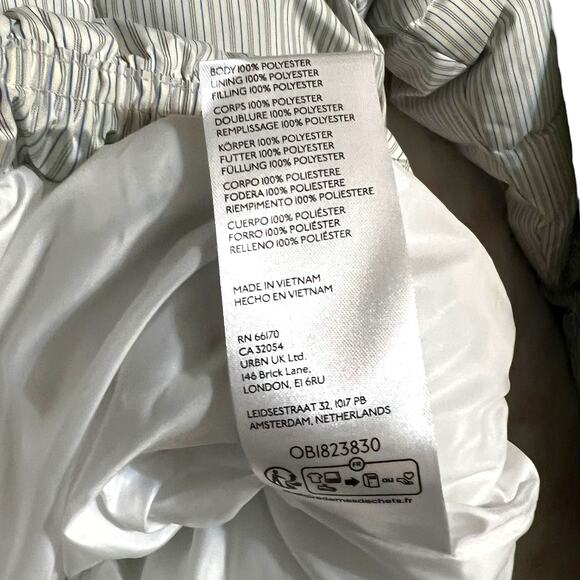 BODY 100% POLYESTER
LINING 100% POLYESTER
FILLING 100% POLYESTER
CORPS 100% POLYESTER
DOUBLURE 100% POLYESTER
REMPLISSAGE 100% POLYESTER
KÖRPER 100% POLYESTER
FUTTER 100% POLYESTER
FÜLLUNG 100% POLYESTER
CORPO 100% POLIESTERE
FODERA 100% POLIESTERE
RIEMPIMENTO 100% POLIESTERE
CUERPO 100% POLIÉSTER
FORRO 100% POLIÉSTER
RELLENO 100% POLIÉSTER
MADE IN VIETNAM
HECHO EN VIETNAM
RN 66170
CA 32054
URBN UK Ltd.
146 Brick Lane,
LONDON, E1 6RU
LEIDSESTRAAT 32, 1017 PB
AMSTERDAM, NETHERLANDS
OB1823830
FR
OU